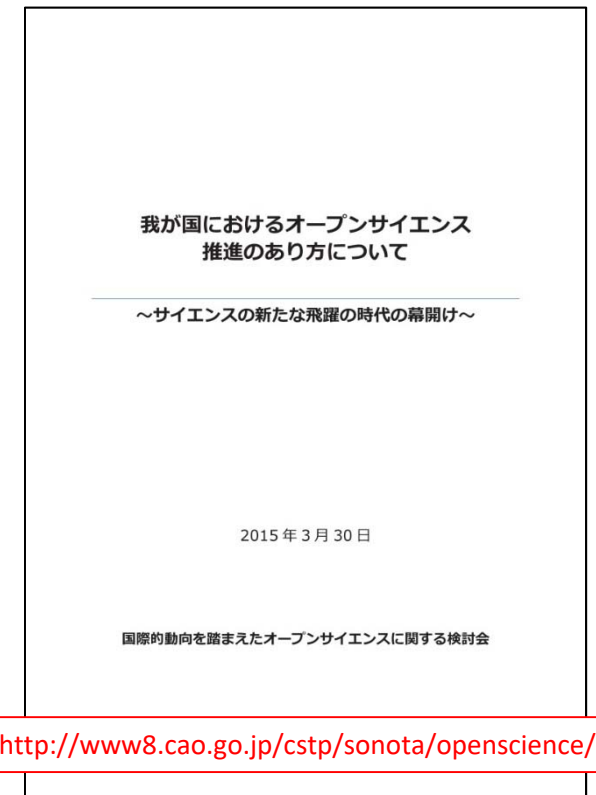 我が国におけるオープンサイエンス
推進のあり方について
～サイエンスの新たな飛躍の時代の幕開け～
2015年3月30日
国際的動向を踏まえたオープンサイエンスに関する検討会
http://www8.cao.go.jp/cstp/sonota/openscience/